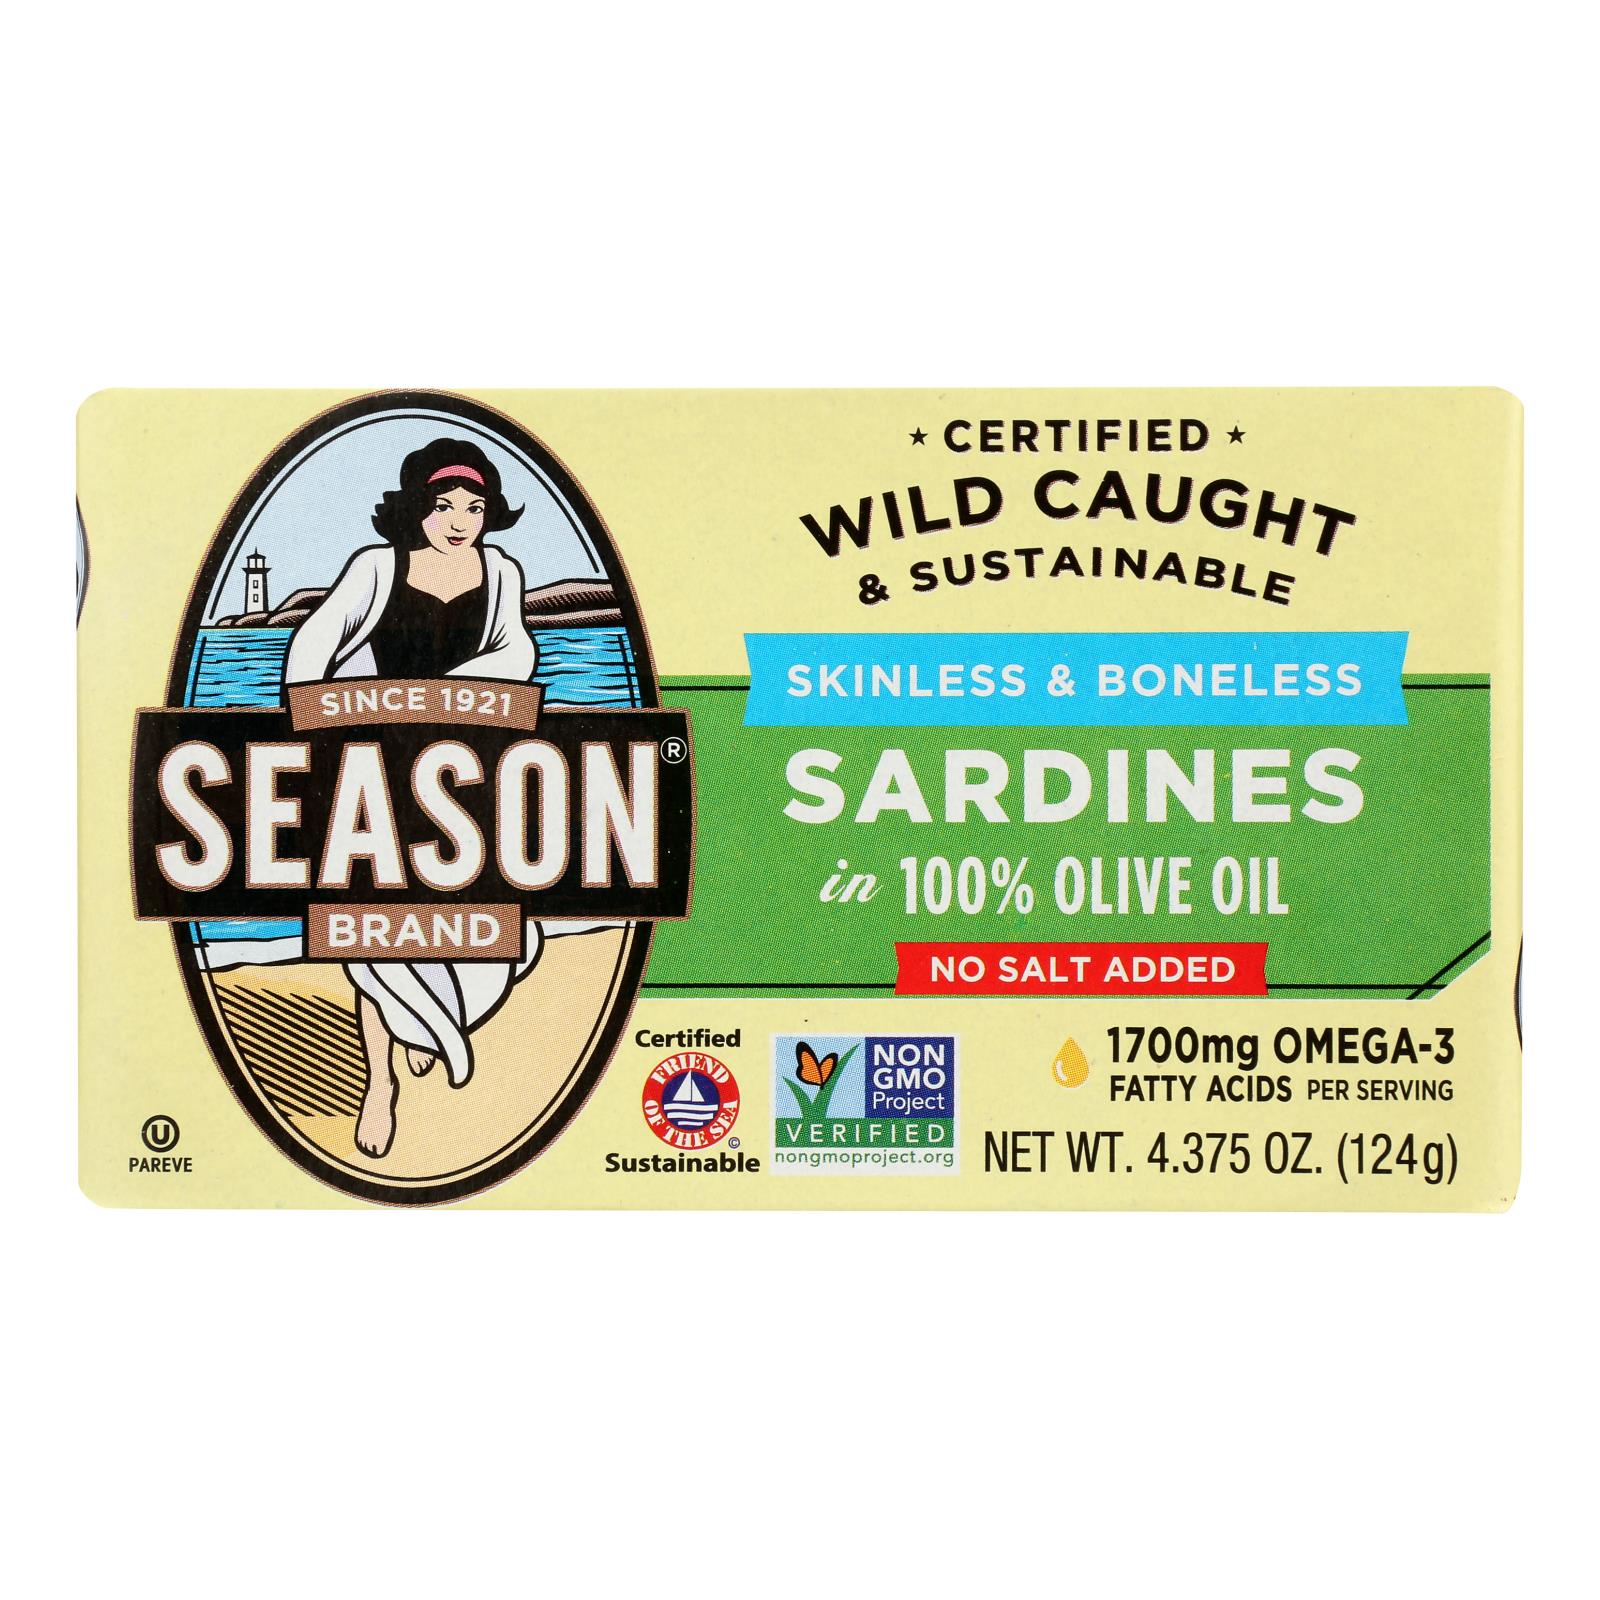 ★ CERTIFIED ★
WILD CAUGHT
& SUSTAINABLE
SKINLESS & BONELESS
SARDINES
in 100% OLIVE OIL
NO SALT ADDED
SINCE 1921
SEASON®
BRAND
Certified
FRIEND OF THE SEA ©
Sustainable
NON
GMO
Project
VERIFIED
nongmoproject.org
1700mg OMEGA-3
FATTY ACIDS PER SERVING
NET WT. 4.375 OZ. (124g)
U
PAREVE